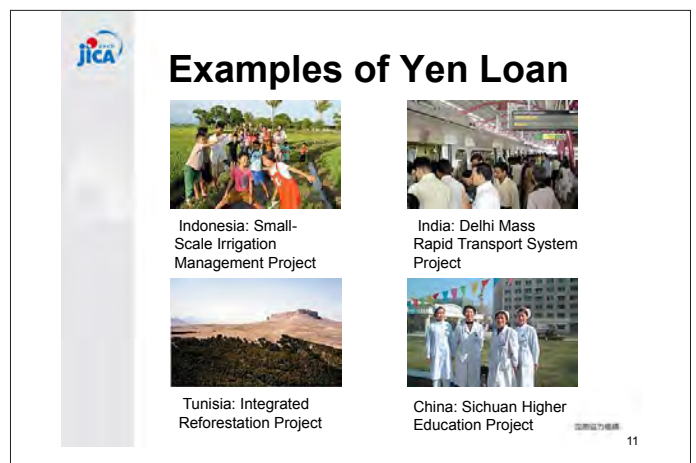 JICA
Examples of Yen Loan
Indonesia: Small-
Scale Irrigation
Management Project
India: Delhi Mass
Rapid Transport System
Project
Tunisia: Integrated
Reforestation Project
China: Sichuan Higher
Education Project
11